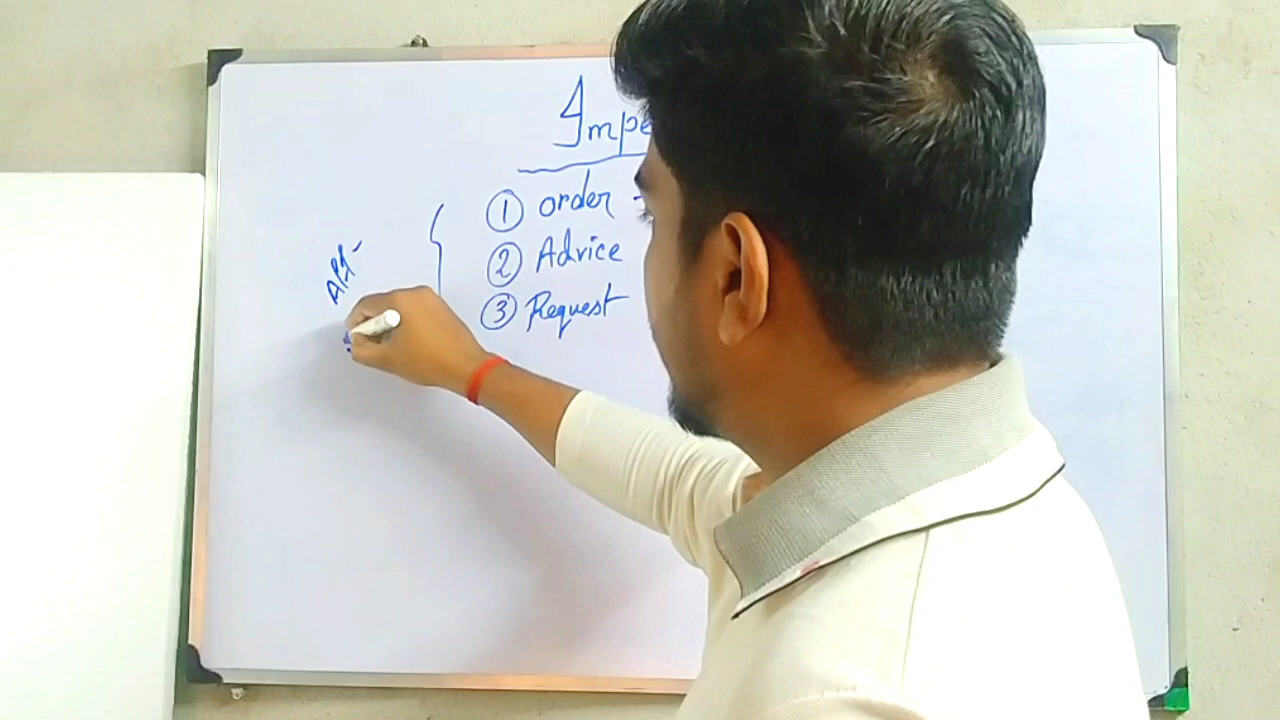 Impe
① order -
② Advice
③ Request